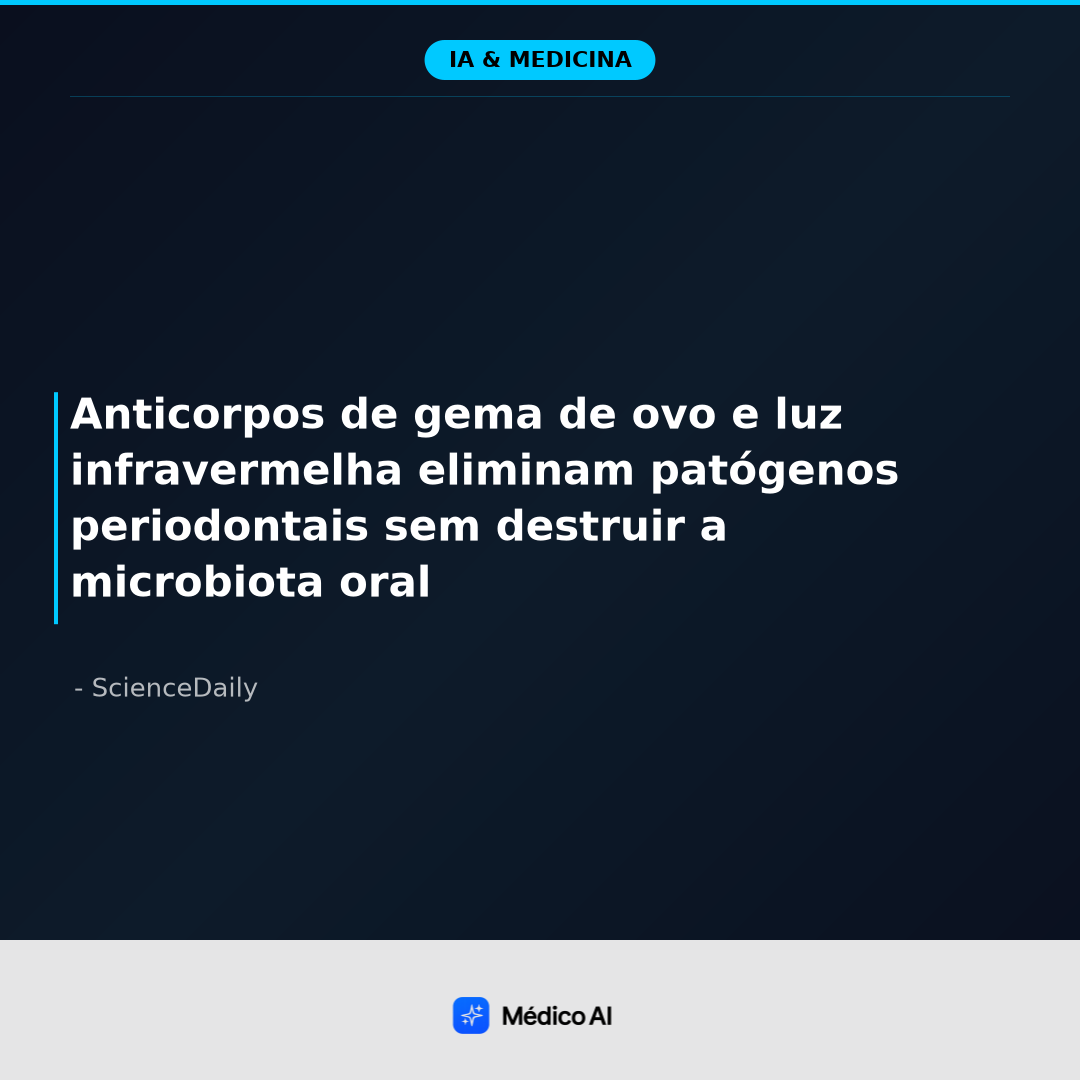 IA & MEDICINA
Anticorpos de gema de ovo e luz
infravermelha eliminam patógenos
periodontais sem destruir a
microbiota oral
- ScienceDaily
Médico AI